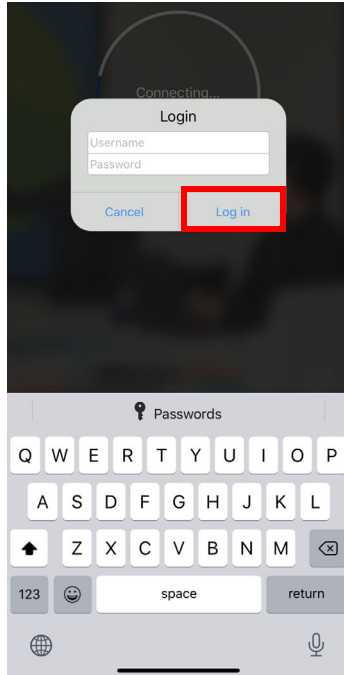 Connecting...
Login
Username
Password
Cancel
Log in
Passwords
Q W E R T Y U I O P
A S D F G H J K L
Z X C V B N M
123
space
return